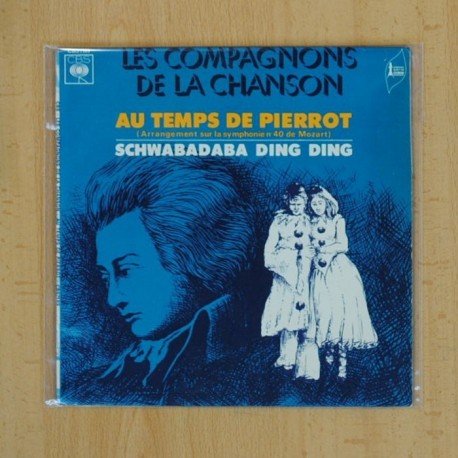 CBS
LES COMPAGNONS
DE LA CHANSON
AU TEMPS DE PIERROT
(Arrangement sur la symphonie n 40 de Mozart)
SCHWABADABA DING DING